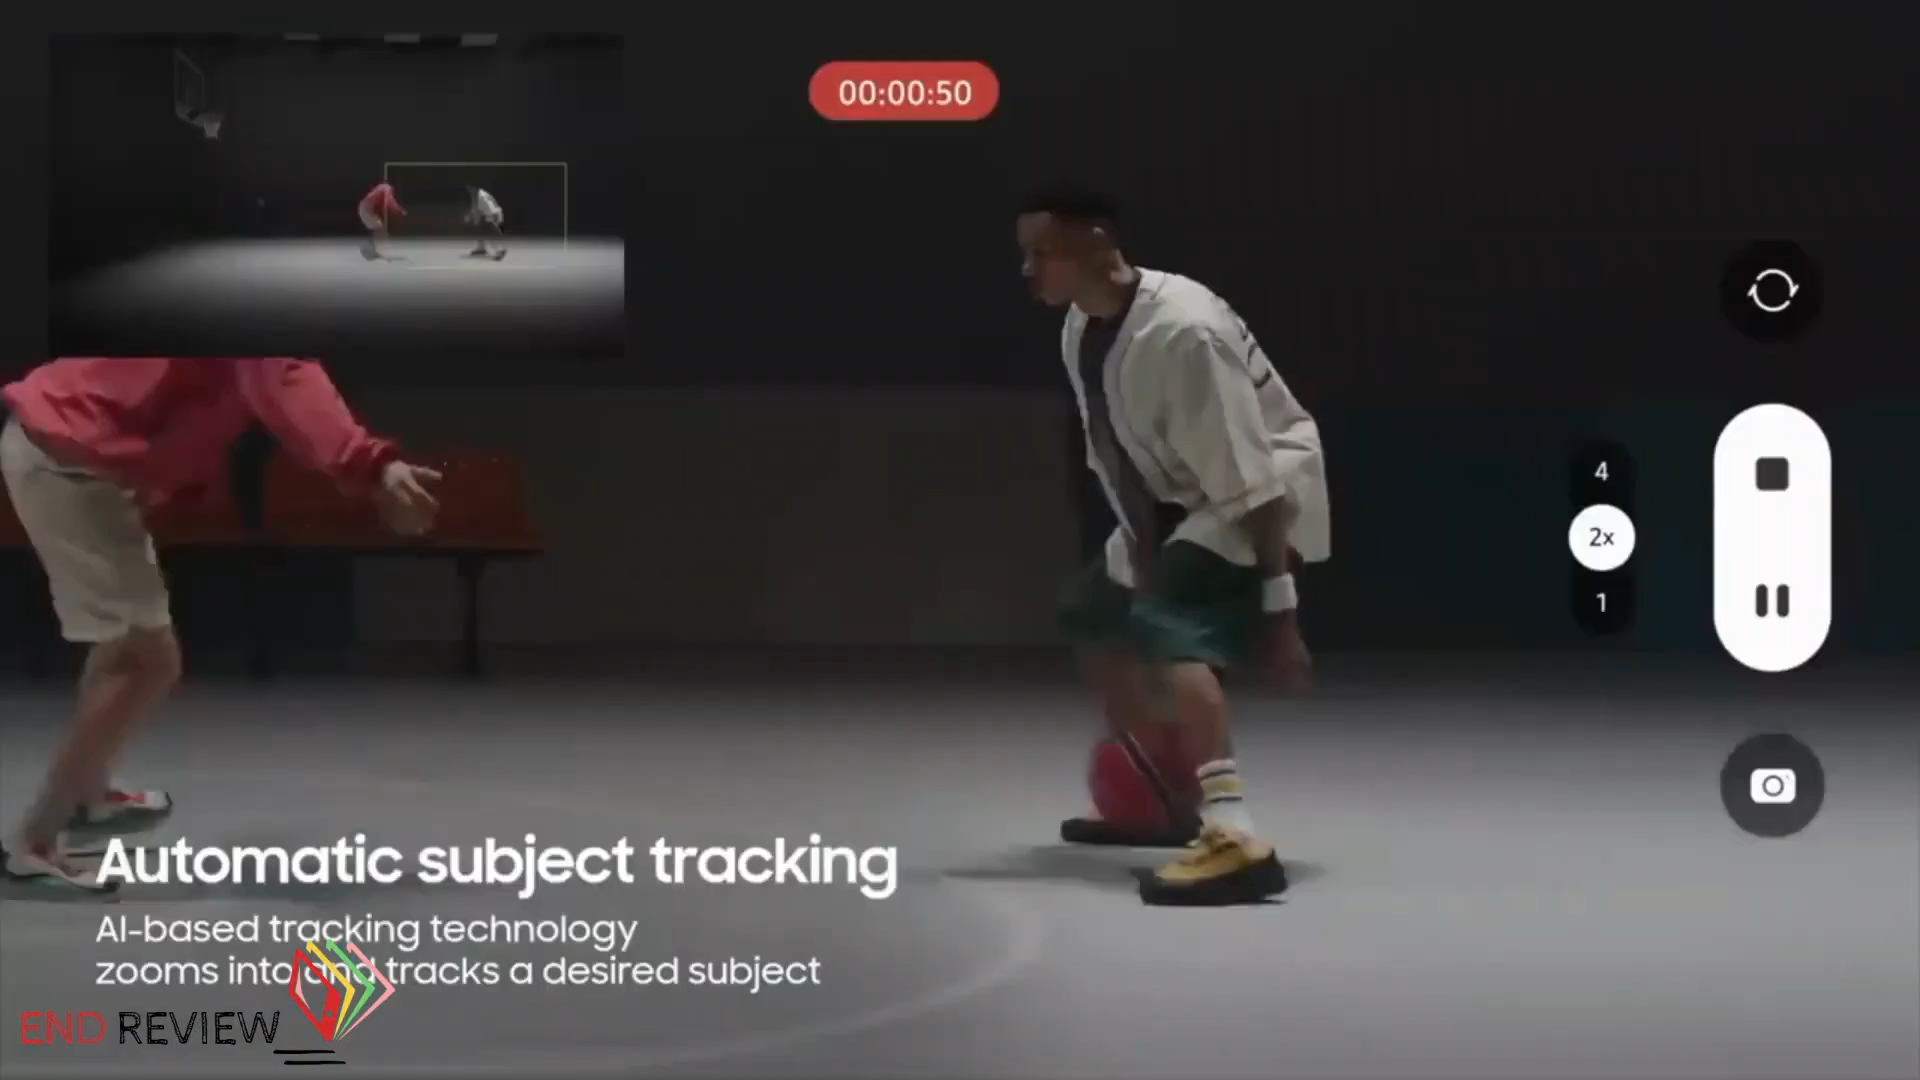 00:00:50
4
2x
1
Automatic subject tracking
AI-based tracking technology
zooms into and tracks a desired subject
END REVIEW